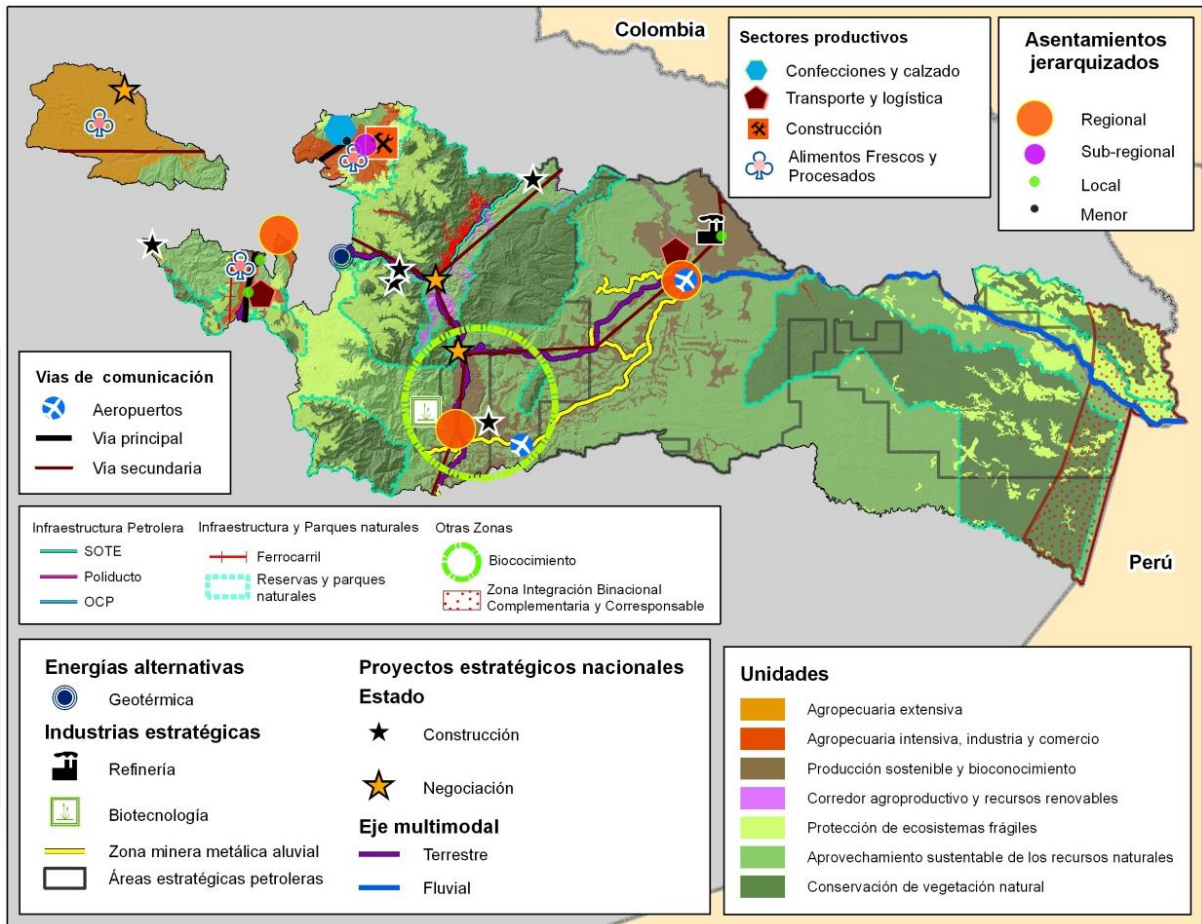 Colombia
Perú
Sectores productivos
Confecciones y calzado
Transporte y logística
Construcción
Alimentos Frescos y
Procesados
Asentamientos
jerarquizados
Regional
Sub-regional
Local
Menor
Vias de comunicación
Aeropuertos
Via principal
Via secundaria
Infraestructura Petrolera
SOTE
Poliducto
OCP
Infraestructura y Parques naturales
Ferrocarril
Reservas y parques
naturales
Otras Zonas
Biococimiento
Zona Integración Binacional
Complementaria y Corresponsable
Energías alternativas
Geotérmica
Industrias estratégicas
Refinería
Biotecnología
Zona minera metálica aluvial
Áreas estratégicas petroleras
Proyectos estratégicos nacionales
Estado
Construcción
Negociación
Eje multimodal
Terrestre
Fluvial
Unidades
Agropecuaria extensiva
Agropecuaria intensiva, industria y comercio
Producción sostenible y bioconocimiento
Corredor agroproductivo y recursos renovables
Protección de ecosistemas frágiles
Aprovechamiento sustentable de los recursos naturales
Conservación de vegetación natural